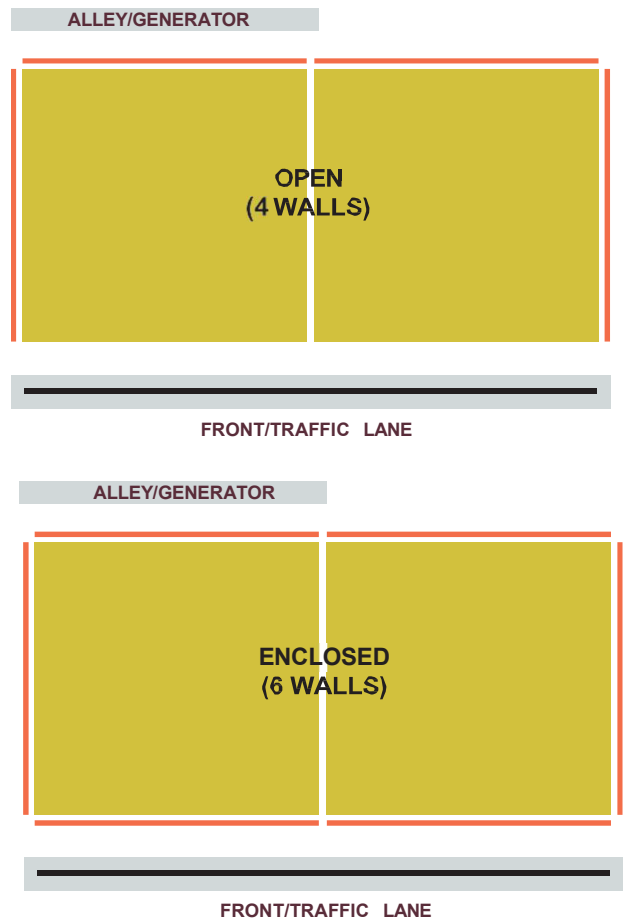 ALLEY/GENERATOR
OPEN
(4 WALLS)
FRONT/TRAFFIC LANE
ALLEY/GENERATOR
ENCLOSED
(6 WALLS)
FRONT/TRAFFIC LANE